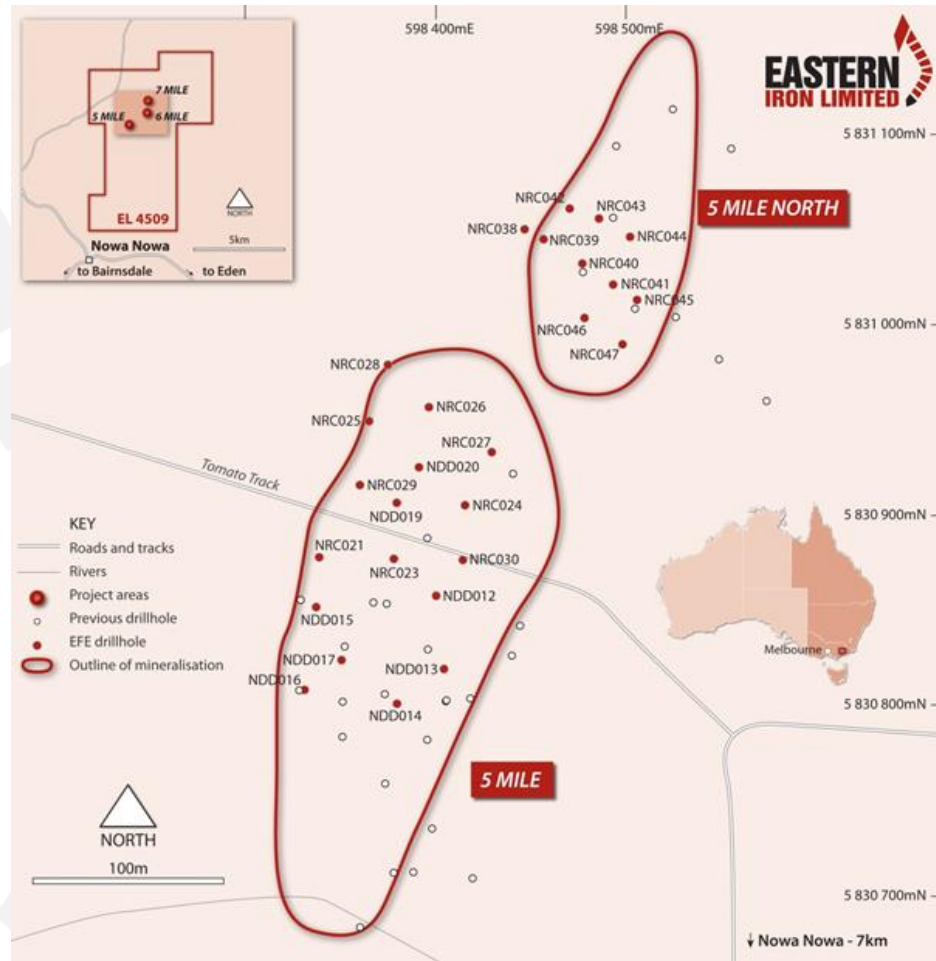 598 400mE
598 500mE
EASTERN
IRON LIMITED
7 MILE
5 MILE
6 MILE
EL 4509
NORTH
5km
Nowa Nowa
to Bairnsdale
to Eden
5 831 100mN
5 MILE NORTH
NRC042
NRC043
NRC038
NRC039
NRC044
NRC040
NRC041
NRC045
5 831 000mN
NRC046
NRC047
NRC028
NRC026
NRC025
NRC027
Tomato Track
NDD020
NRC029
NRC024
NDD019
5 830 900mN
KEY
Roads and tracks
Rivers
Project areas
Previous drillhole
EFE drillhole
Outline of mineralisation
NRC021
NRC023
NRC030
NDD012
NDD015
Melbourne
NDD017
NDD013
NDD016
NDD014
5 830 800mN
5 MILE
NORTH
100m
5 830 700mN
Nowa Nowa - 7km